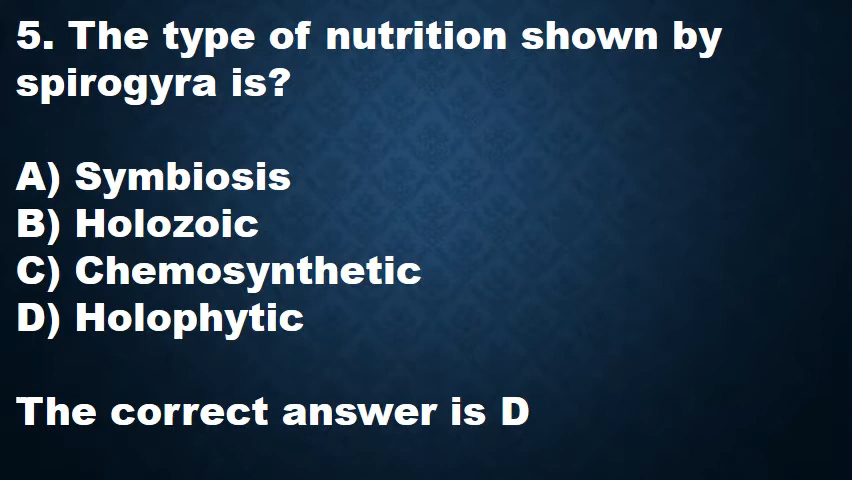 5. The type of nutrition shown by
spirogyra is?
A) Symbiosis
B) Holozoic
C) Chemosynthetic
D) Holophytic
The correct answer is D